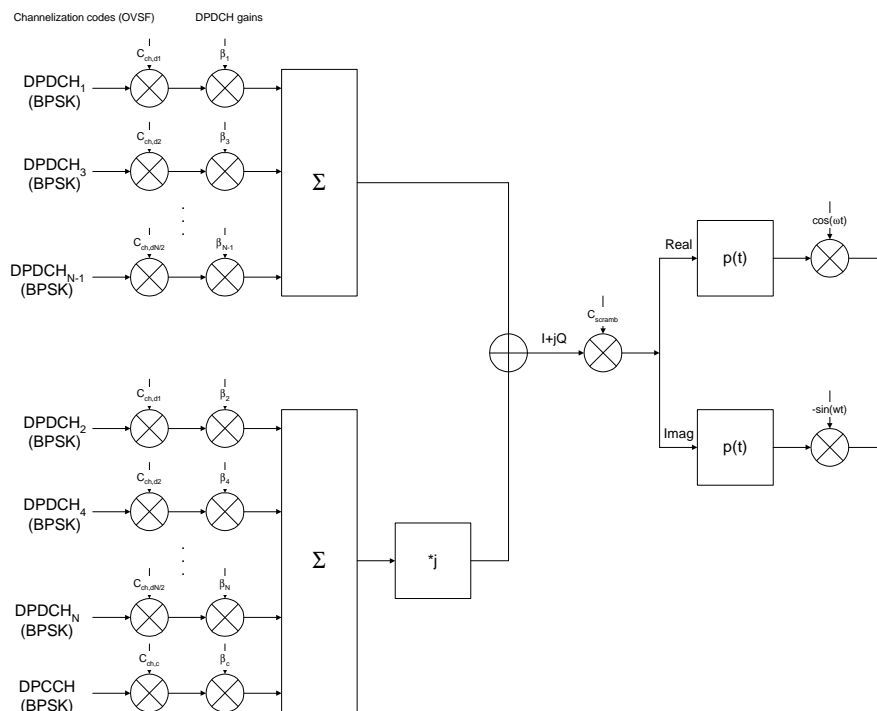 Channelization codes (OVSF) DPDCH gains
C_ch,d1 β_1
DPDCH_1
(BPSK)
C_ch,d2 β_3
DPDCH_3
(BPSK)
Σ
C_ch,dN/2 β_N-1
DPDCH_N-1
(BPSK)
cos(ωt)
Real
p(t)
C_scramb
I+jQ
C_ch,d1 β_2
DPDCH_2
(BPSK)
-sin(wt)
Imag
p(t)
C_ch,d2 β_4
DPDCH_4
(BPSK)
Σ
*j
C_ch,dN/2 β_N
DPDCH_N
(BPSK)
C_ch,c β_c
DPCCH
(BPSK)